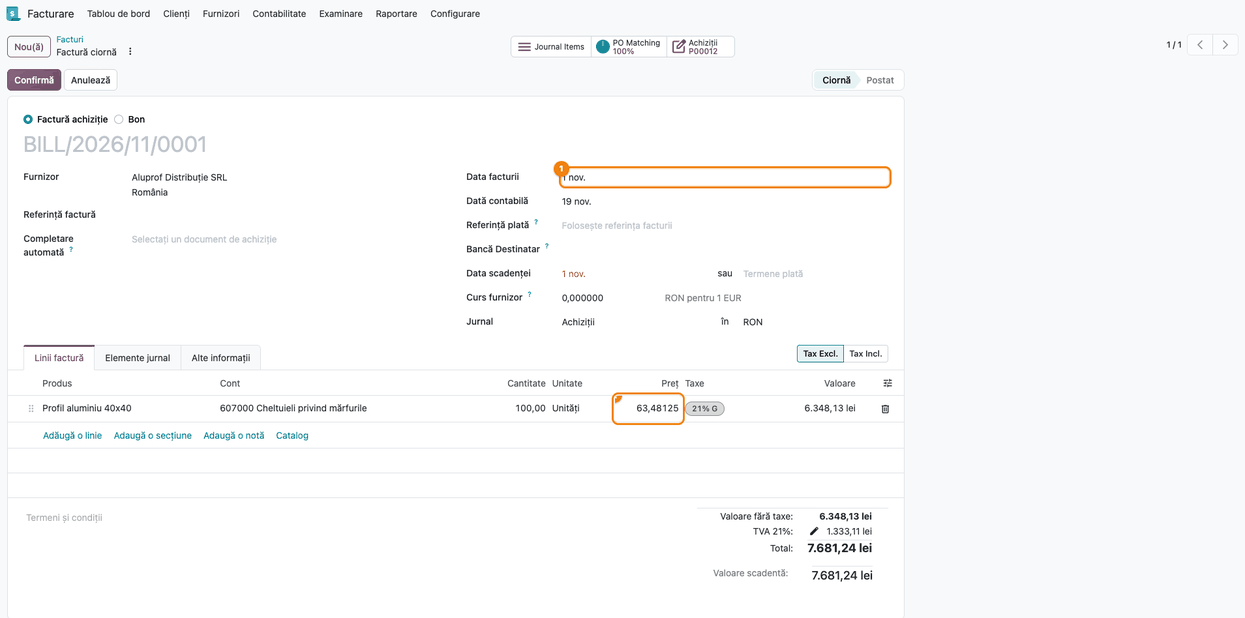 Facturare Tablou de bord Clienți Furnizori Contabilitate Examinare Raportare Configurare
Nou(ă) Facturi
Factură ciornă
Journal Items PO Matching 100% Achiziții P00012
1 / 1
Confirmă Anulează
Ciornă Postat
Factură achiziție Bon
BILL/2026/11/0001
Furnizor Aluprof Distribuție SRL
România
Referință factură
Completare automată ? Selectați un document de achiziție
1
Data facturii 1 nov.
Dată contabilă 19 nov.
Referință plată ? Folosește referința facturii
Bancă Destinatar ?
Data scadenței 1 nov. sau Termene plată
Curs furnizor ? 0,000000 RON pentru 1 EUR
Jurnal Achiziții în RON
Linii factură Elemente jurnal Alte informații
Tax Excl. Tax Incl.
Produs Cont Cantitate Unitate Preț Taxe Valoare
Profil aluminiu 40x40 607000 Cheltuieli privind mărfurile 100,00 Unități 63,48125 21% G 6.348,13 lei
Adăugă o linie Adaugă o secțiune Adaugă o notă Catalog
Termeni și condiții
Valoare fără taxe: 6.348,13 lei
TVA 21%: 1.333,11 lei
Total: 7.681,24 lei
Valoare scadentă: 7.681,24 lei